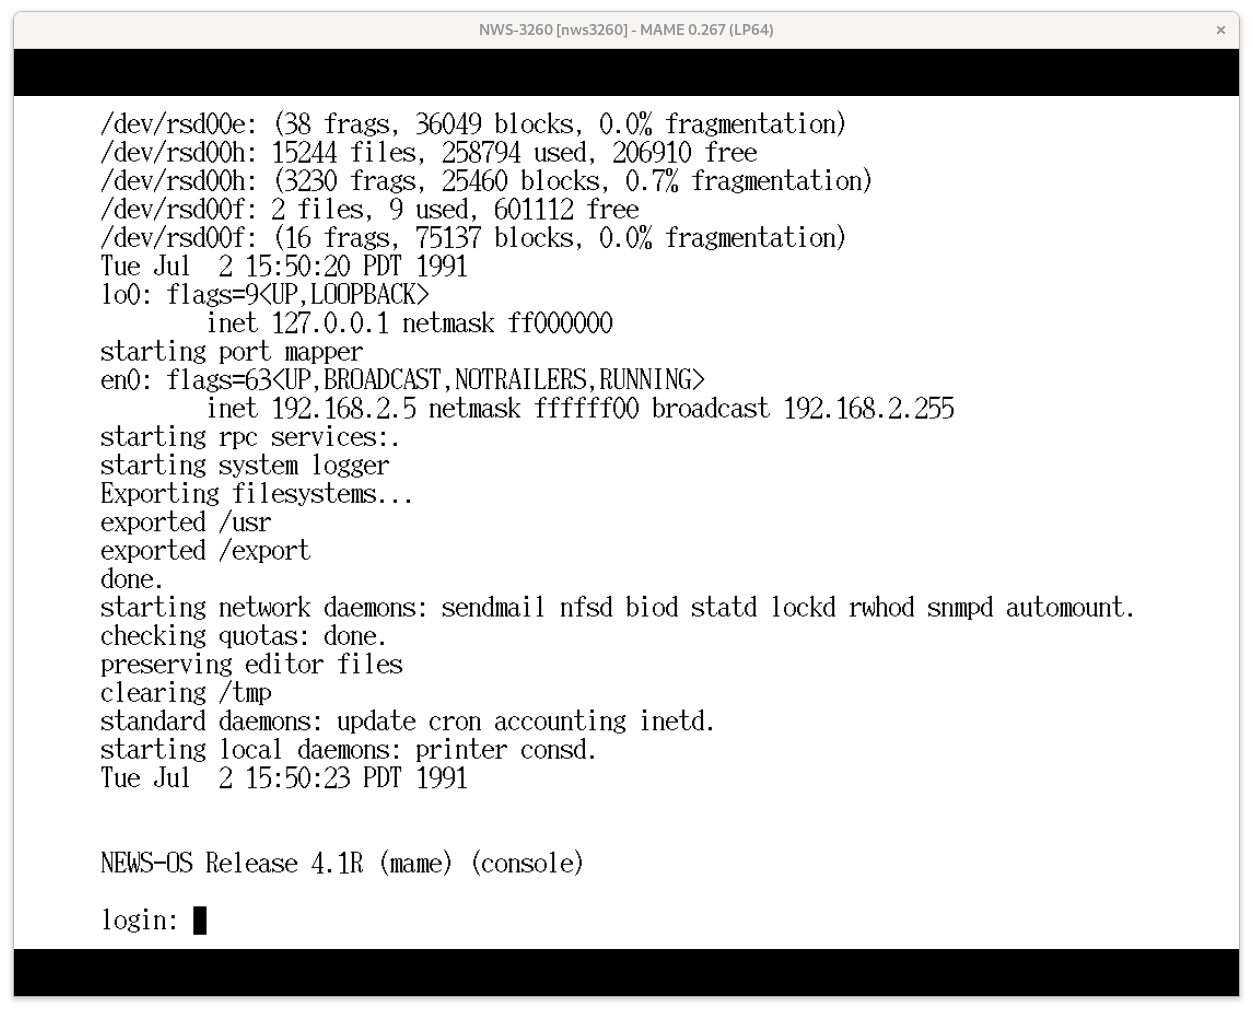 NWS-3260 [nws3260] - MAME 0.267 (LP64)
/dev/rsd00e: (38 frags, 36049 blocks, 0.0% fragmentation)
/dev/rsd00h: 15244 files, 258794 used, 206910 free
/dev/rsd00h: (3230 frags, 25460 blocks, 0.7% fragmentation)
/dev/rsd00f: 2 files, 9 used, 601112 free
/dev/rsd00f: (16 frags, 75137 blocks, 0.0% fragmentation)
Tue Jul  2 15:50:20 PDT 1991
lo0: flags=9<UP,LOOPBACK>
        inet 127.0.0.1 netmask ff000000
starting port mapper
en0: flags=63<UP,BROADCAST,NOTRAILERS,RUNNING>
        inet 192.168.2.5 netmask ffffff00 broadcast 192.168.2.255
starting rpc services:.
starting system logger
Exporting filesystems...
exported /usr
exported /export
done.
starting network daemons: sendmail nfsd biod statd lockd rwhod snmpd automount.
checking quotas: done.
preserving editor files
clearing /tmp
standard daemons: update cron accounting inetd.
starting local daemons: printer consd.
Tue Jul  2 15:50:23 PDT 1991
NEWS-OS Release 4.1R (mame) (console)
login: